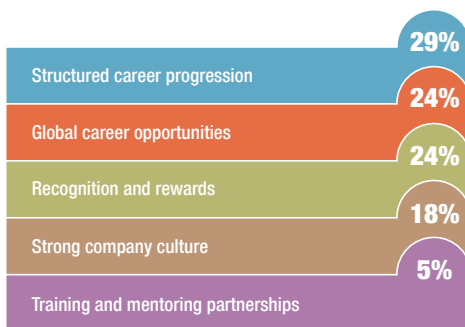 29%
Structured career progression
24%
Global career opportunities
24%
Recognition and rewards
18%
Strong company culture
5%
Training and mentoring partnerships